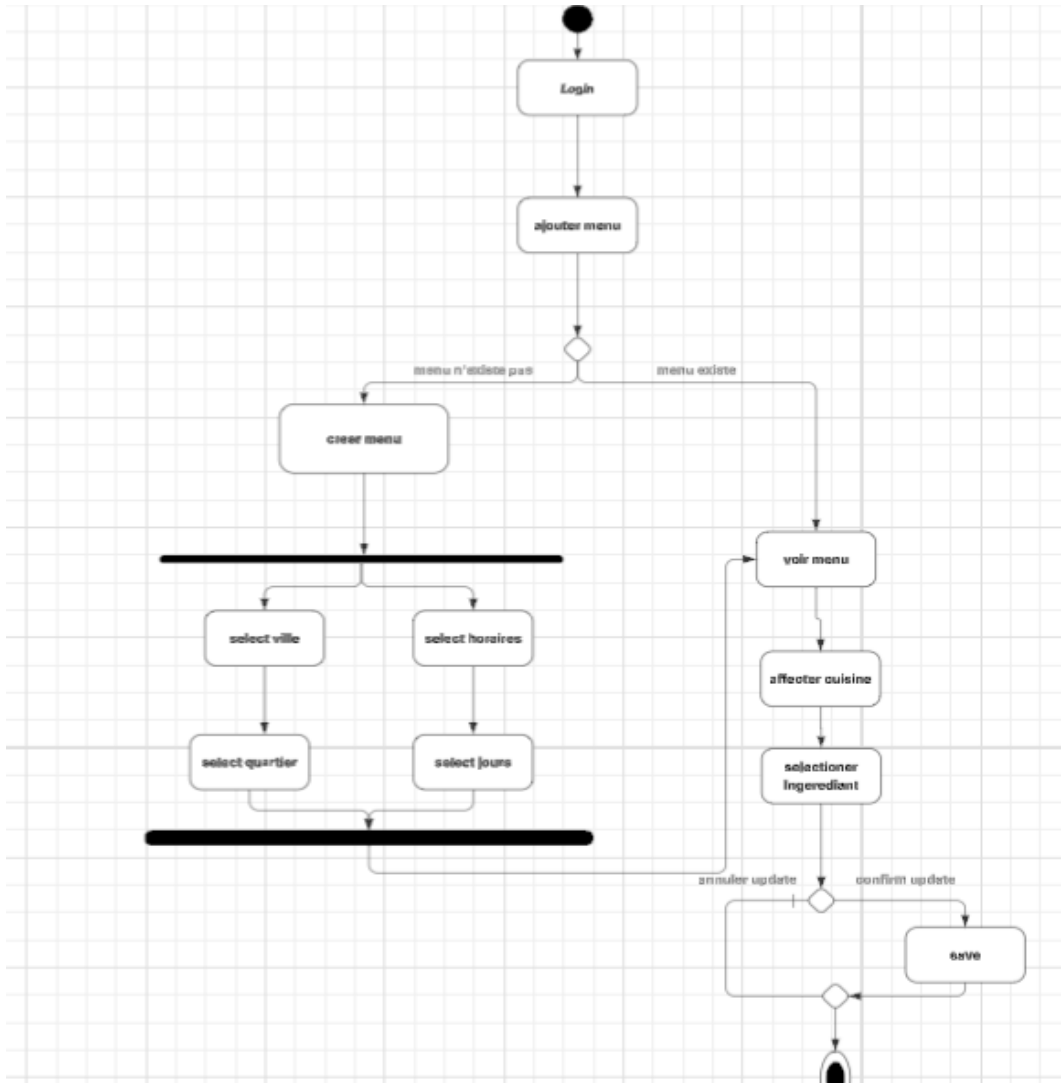 Login
ajouter menu
menu n'existe pas
menu existe
creer menu
voir menu
select ville
select horaires
affecter cuisine
select quartier
select jours
selectioner
ingerediant
annuler update
confirm update
save